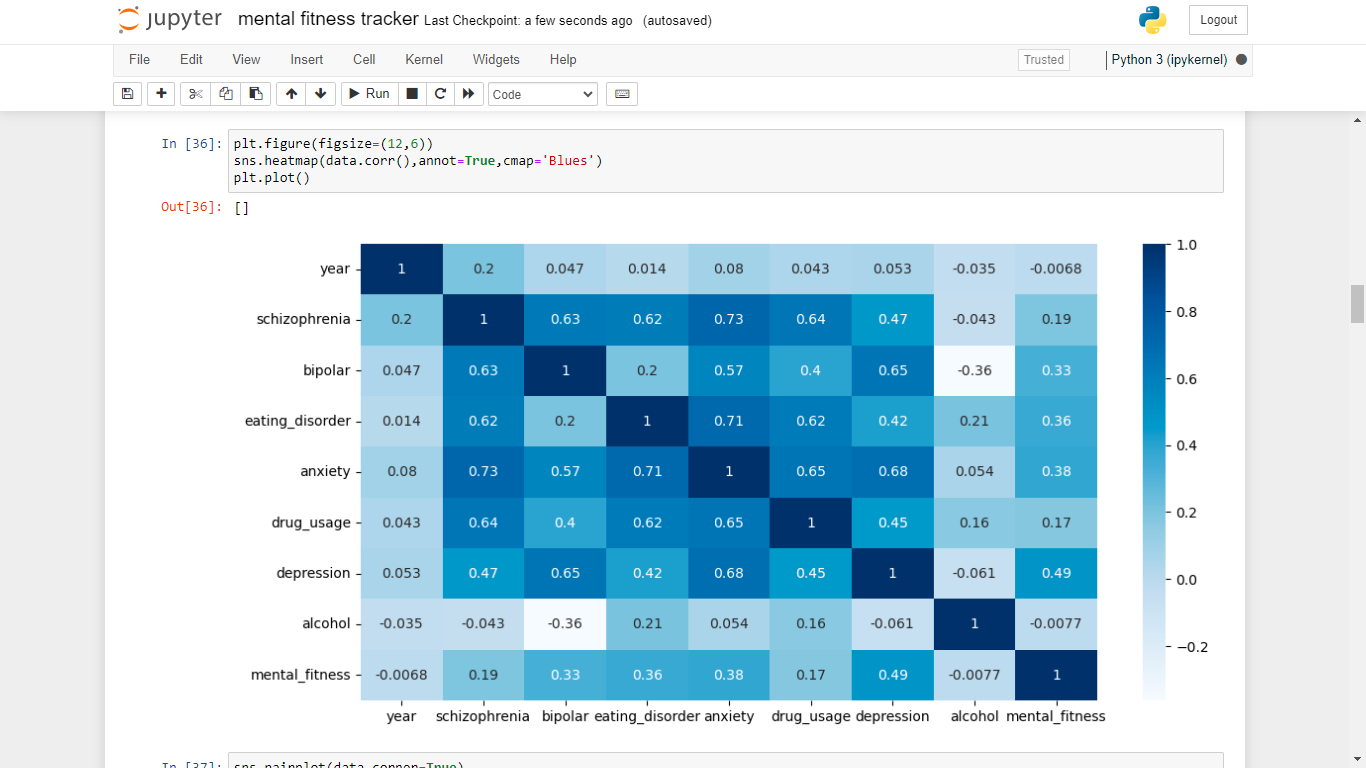 jupyter mental fitness tracker Last Checkpoint: a few seconds ago (autosaved)
Logout
File Edit View Insert Cell Kernel Widgets Help
Trusted
Python 3 (ipykernel)
Run
Code
In [36]:
plt.figure(figsize=(12,6))
sns.heatmap(data.corr(),annot=True,cmap='Blues')
plt.plot()
Out[36]: []
year 1 0.2 0.047 0.014 0.08 0.043 0.053 -0.035 -0.0068
schizophrenia 0.2 1 0.63 0.62 0.73 0.64 0.47 -0.043 0.19
bipolar 0.047 0.63 1 0.2 0.57 0.4 0.65 -0.36 0.33
eating_disorder 0.014 0.62 0.2 1 0.71 0.62 0.42 0.21 0.36
anxiety 0.08 0.73 0.57 0.71 1 0.65 0.68 0.054 0.38
drug_usage 0.043 0.64 0.4 0.62 0.65 1 0.45 0.16 0.17
depression 0.053 0.47 0.65 0.42 0.68 0.45 1 -0.061 0.49
alcohol -0.035 -0.043 -0.36 0.21 0.054 0.16 -0.061 1 -0.0077
mental_fitness -0.0068 0.19 0.33 0.36 0.38 0.17 0.49 -0.0077 1
year schizophrenia bipolar eating_disorder anxiety drug_usage depression alcohol mental_fitness
1.0
0.8
0.6
0.4
0.2
0.0
−0.2
In [37]:
sns.pairplot(data,corner=True)